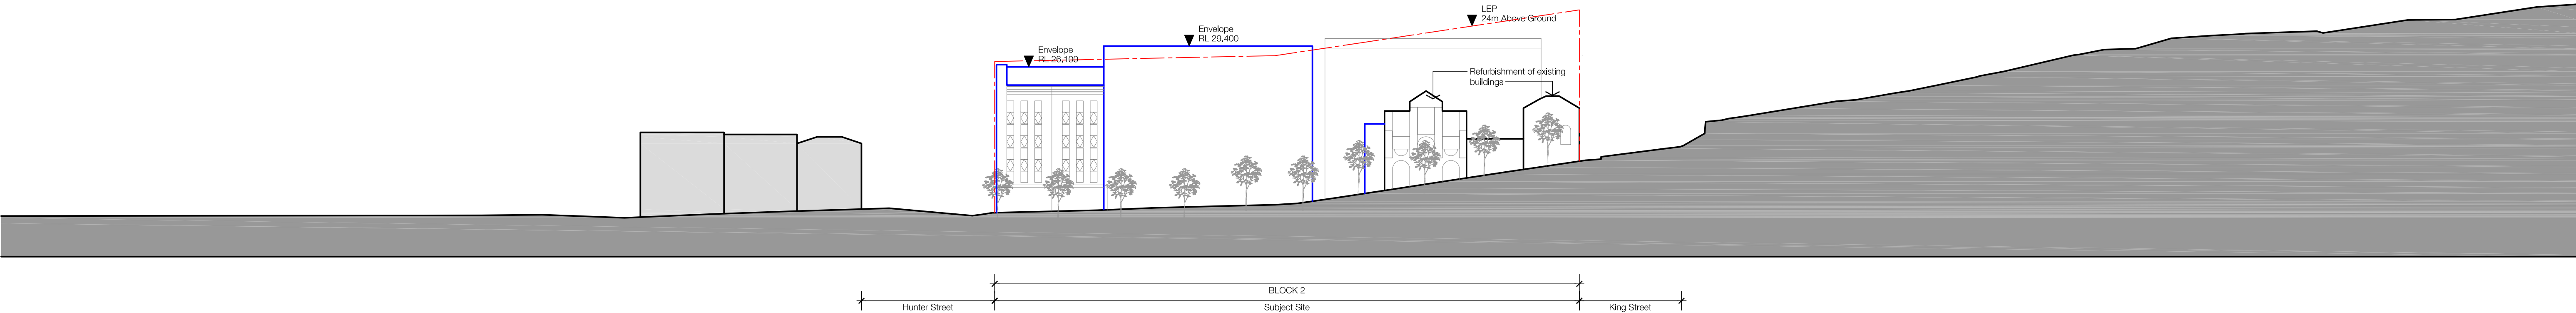 LEP
24m Above Ground
Envelope
RL 29,400
Envelope
RL 26,100
Refurbishment of existing
buildings
BLOCK 2
Hunter Street
Subject Site
King Street